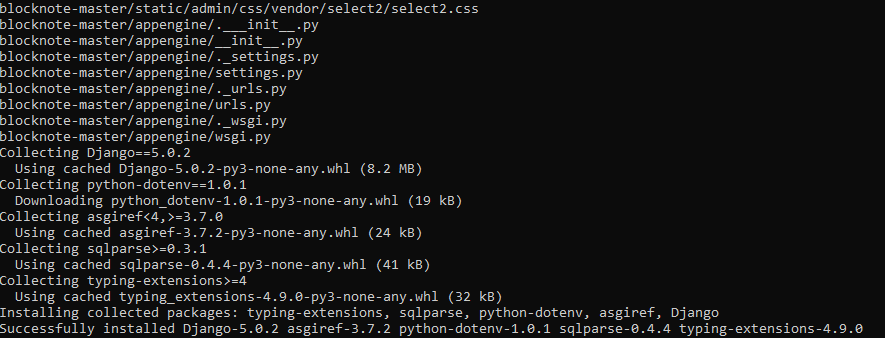 blocknote-master/static/admin/css/vendor/select2/select2.css
blocknote-master/appengine/.___init__.py
blocknote-master/appengine/__init__.py
blocknote-master/appengine/._settings.py
blocknote-master/appengine/settings.py
blocknote-master/appengine/._urls.py
blocknote-master/appengine/urls.py
blocknote-master/appengine/._wsgi.py
blocknote-master/appengine/wsgi.py
Collecting Django==5.0.2
  Using cached Django-5.0.2-py3-none-any.whl (8.2 MB)
Collecting python-dotenv==1.0.1
  Downloading python_dotenv-1.0.1-py3-none-any.whl (19 kB)
Collecting asgiref<4,>=3.7.0
  Using cached asgiref-3.7.2-py3-none-any.whl (24 kB)
Collecting sqlparse>=0.3.1
  Using cached sqlparse-0.4.4-py3-none-any.whl (41 kB)
Collecting typing-extensions>=4
  Using cached typing_extensions-4.9.0-py3-none-any.whl (32 kB)
Installing collected packages: typing-extensions, sqlparse, python-dotenv, asgiref, Django
Successfully installed Django-5.0.2 asgiref-3.7.2 python-dotenv-1.0.1 sqlparse-0.4.4 typing-extensions-4.9.0